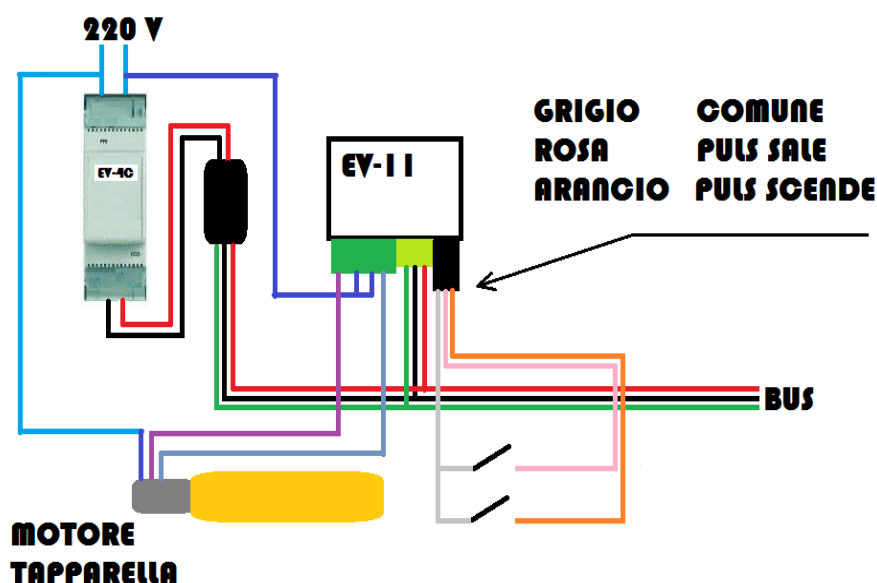 220 V
EV-4C
EV-11
GRIGIO COMUNE
ROSA PULS SALE
ARANCIO PULS SCENDE
BUS
MOTORE
TAPPARELLA